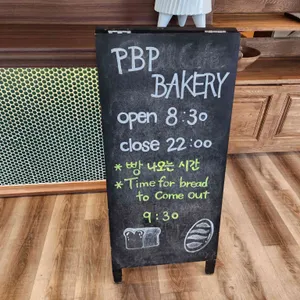 PBP
BAKERY
open 8:30
close 22:00
* 빵 나오는 시간
* Time for bread
to Come Out
9:30